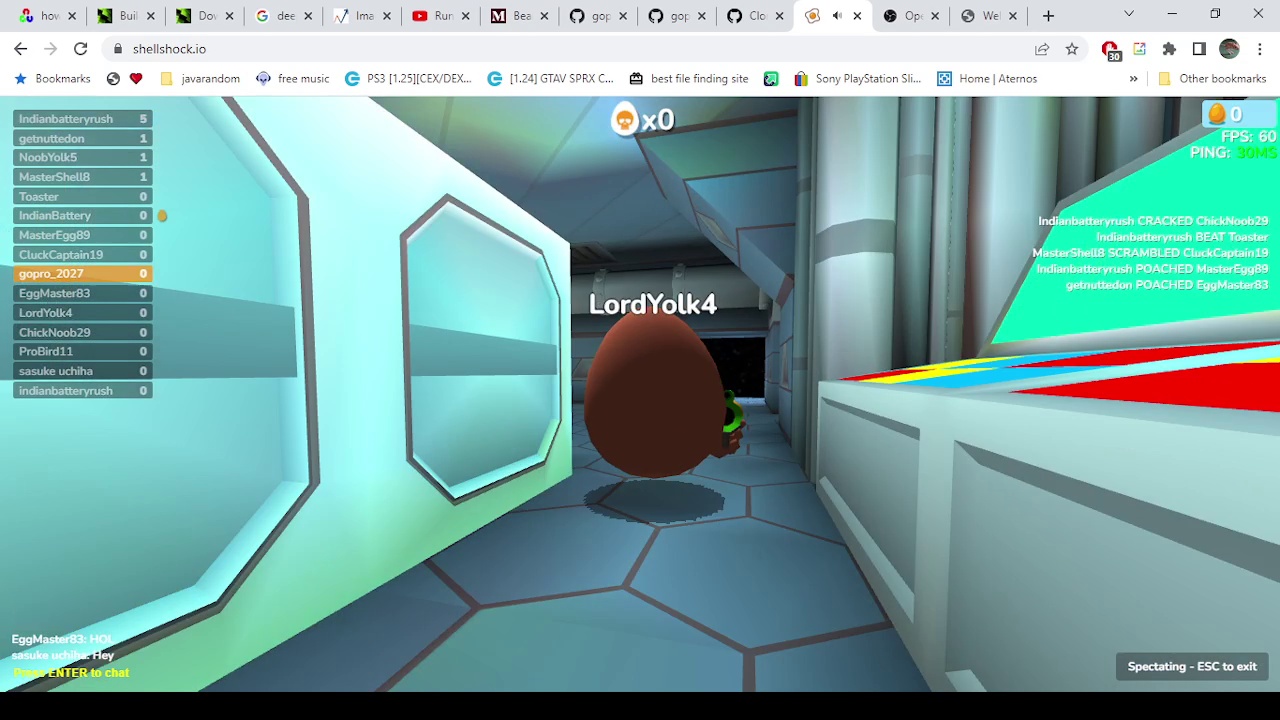 how
Buil
Dow
dee
Ima
Run
Bea
gop
gop
Clo
Ope
Wel
shellshock.io
30
Bookmarks
javarandom
free music
PS3 [1.25][CEX/DEX...
[1.24] GTAV SPRX C...
best file finding site
Sony PlayStation Sli...
Home | Aternos
»
Other bookmarks
Indianbatteryrush 5
getnuttedon 1
NoobYolk5 1
MasterShell8 1
Toaster 0
IndianBattery 0
MasterEgg89 0
CluckCaptain19 0
gopro_2027 0
EggMaster83 0
LordYolk4 0
ChickNoob29 0
ProBird11 0
sasuke uchiha 0
indianbatteryrush 0
x0
0
FPS: 60
PING: 30MS
Indianbatteryrush CRACKED ChickNoob29
Indianbatteryrush BEAT Toaster
MasterShell8 SCRAMBLED CluckCaptain19
Indianbatteryrush POACHED MasterEgg89
getnuttedon POACHED EggMaster83
LordYolk4
EggMaster83: HOI,
sasuke uchiha: Hey
Press ENTER to chat
Spectating - ESC to exit